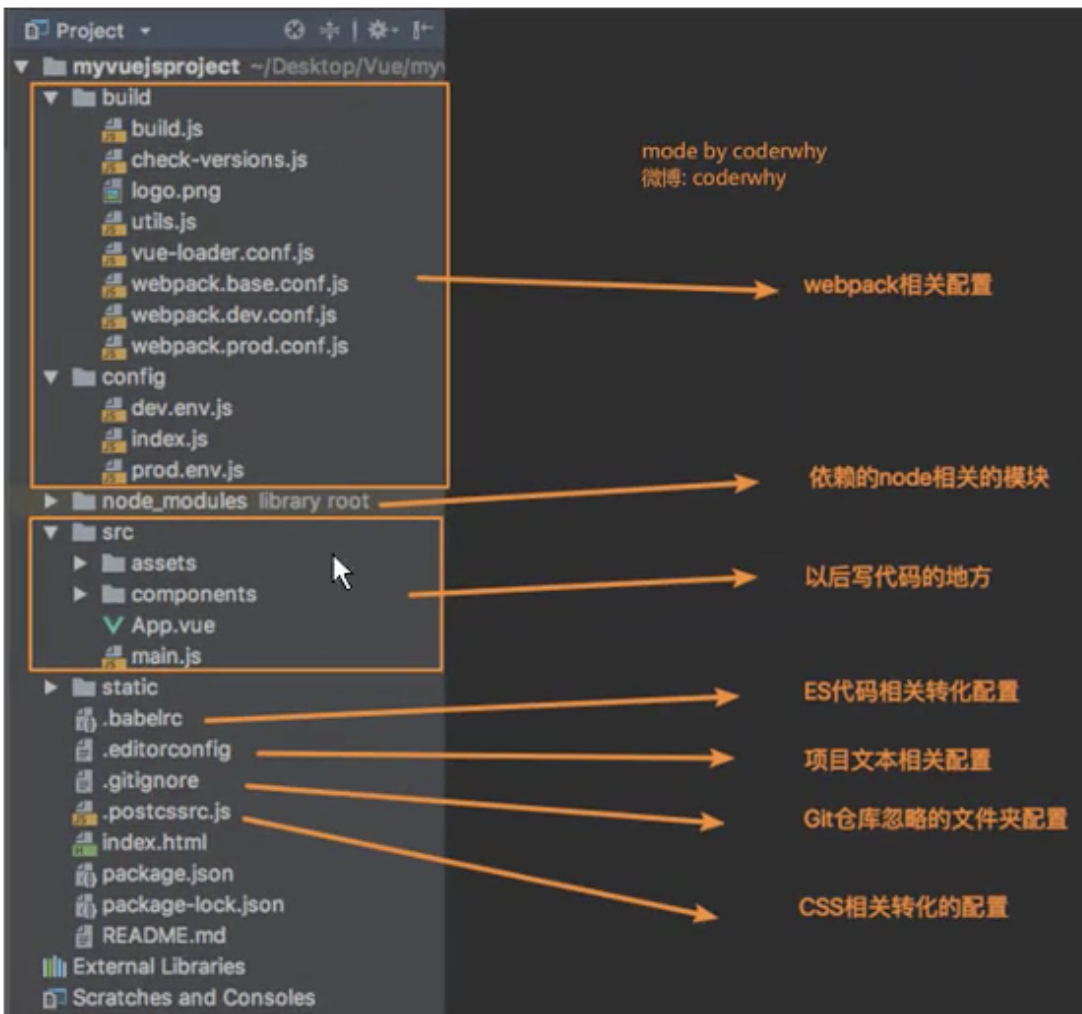 Project
myvuejsproject ~/Desktop/Vue/my
build
build.js
check-versions.js
logo.png
utils.js
vue-loader.conf.js
webpack.base.conf.js
webpack.dev.conf.js
webpack.prod.conf.js
config
dev.env.js
index.js
prod.env.js
node_modules library root
src
assets
components
App.vue
main.js
static
.babelrc
.editorconfig
.gitignore
.postcssrc.js
index.html
package.json
package-lock.json
README.md
External Libraries
Scratches and Consoles
mode by coderwhy
微博: coderwhy
webpack相关配置
依赖的node相关的模块
以后写代码的地方
ES代码相关转化配置
项目文本相关配置
Git仓库忽略的文件夹配置
CSS相关转化的配置